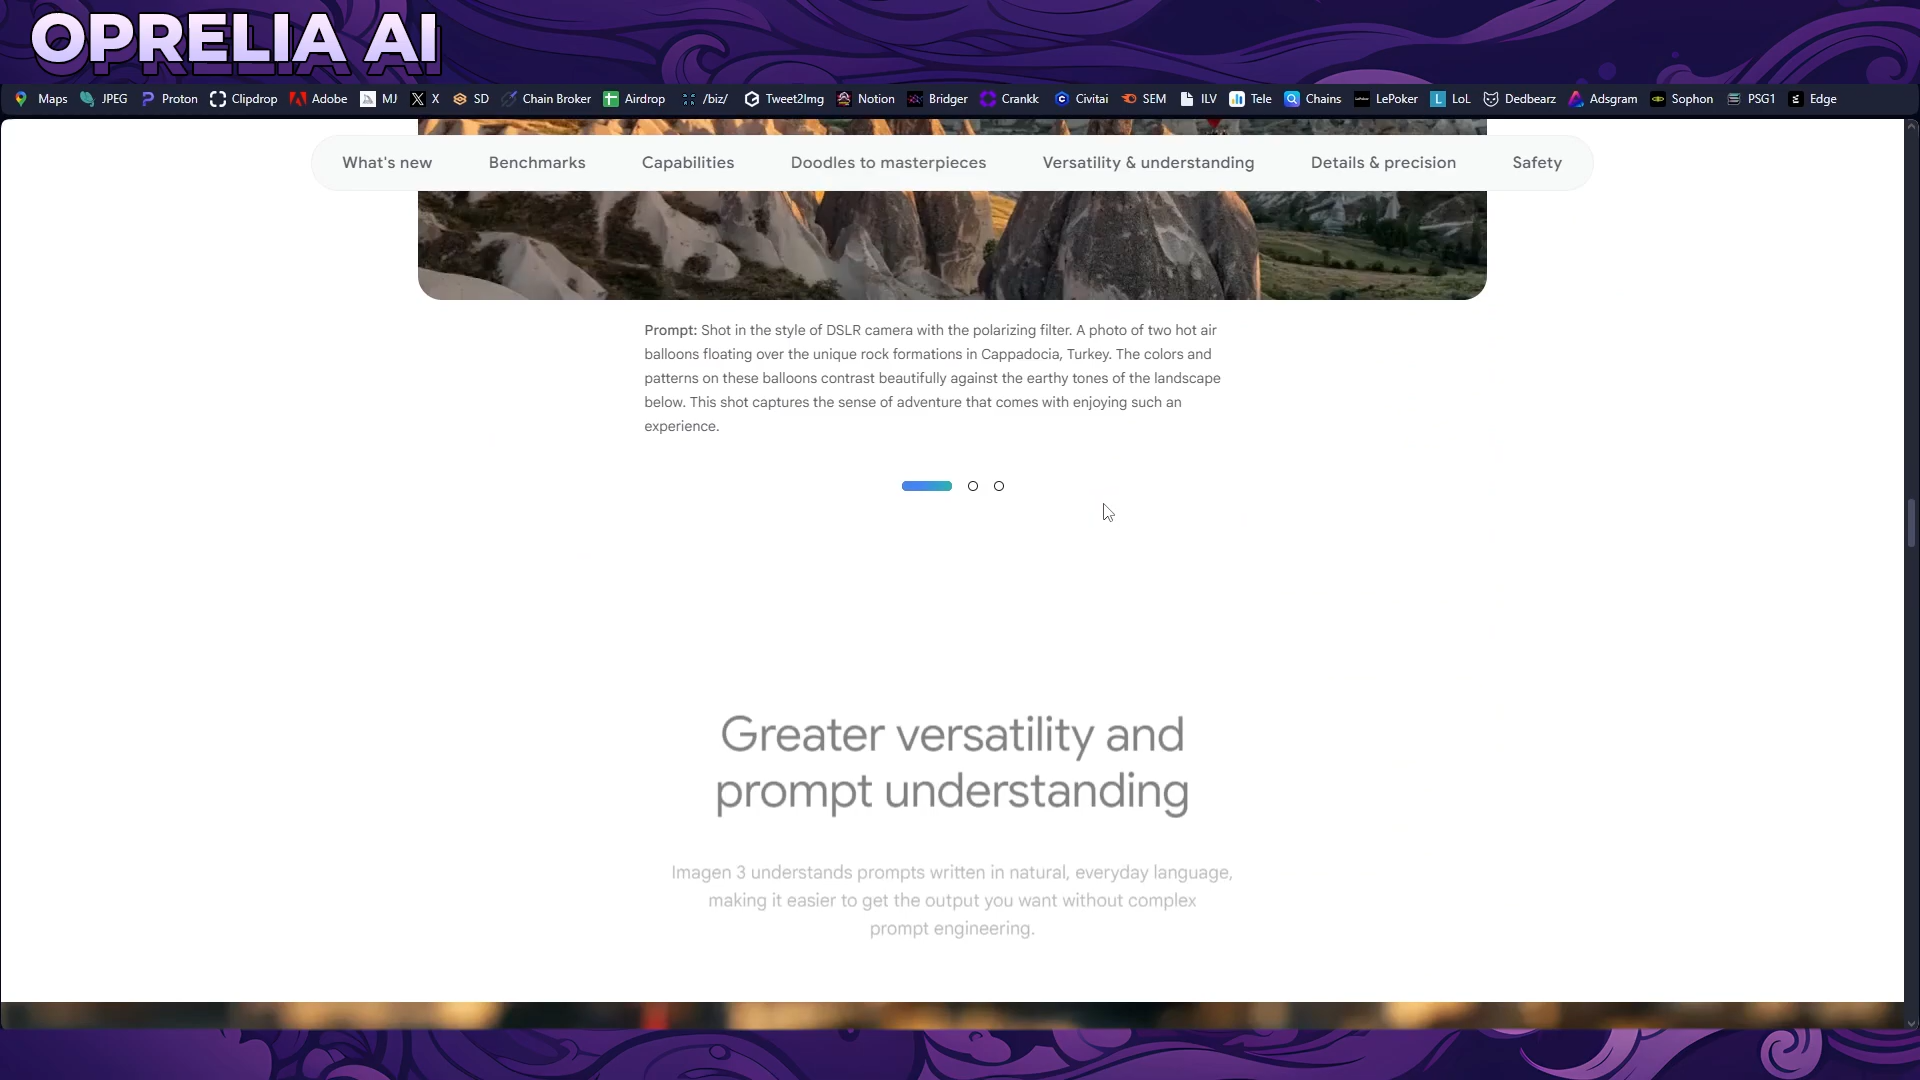 OPRELIA AI
Maps JPEG Proton Clipdrop Adobe MJ X SD Chain Broker Airdrop /biz/ Tweet2Img Notion Bridger Crankk Civitai SEM ILV Tele Chains LePoker LoL Dedbearz Adsgram Sophon PSG1 Edge
What's new Benchmarks Capabilities Doodles to masterpieces Versatility & understanding Details & precision Safety
Prompt: Shot in the style of DSLR camera with the polarizing filter. A photo of two hot air
balloons floating over the unique rock formations in Cappadocia, Turkey. The colors and
patterns on these balloons contrast beautifully against the earthy tones of the landscape
below. This shot captures the sense of adventure that comes with enjoying such an
experience.
Greater versatility and
prompt understanding
Imagen 3 understands prompts written in natural, everyday language,
making it easier to get the output you want without complex
prompt engineering.